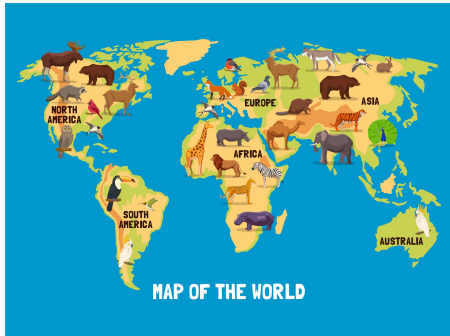 NORTH
AMERICA
EUROPE
ASIA
AFRICA
SOUTH
AMERICA
AUSTRALIA
MAP OF THE WORLD